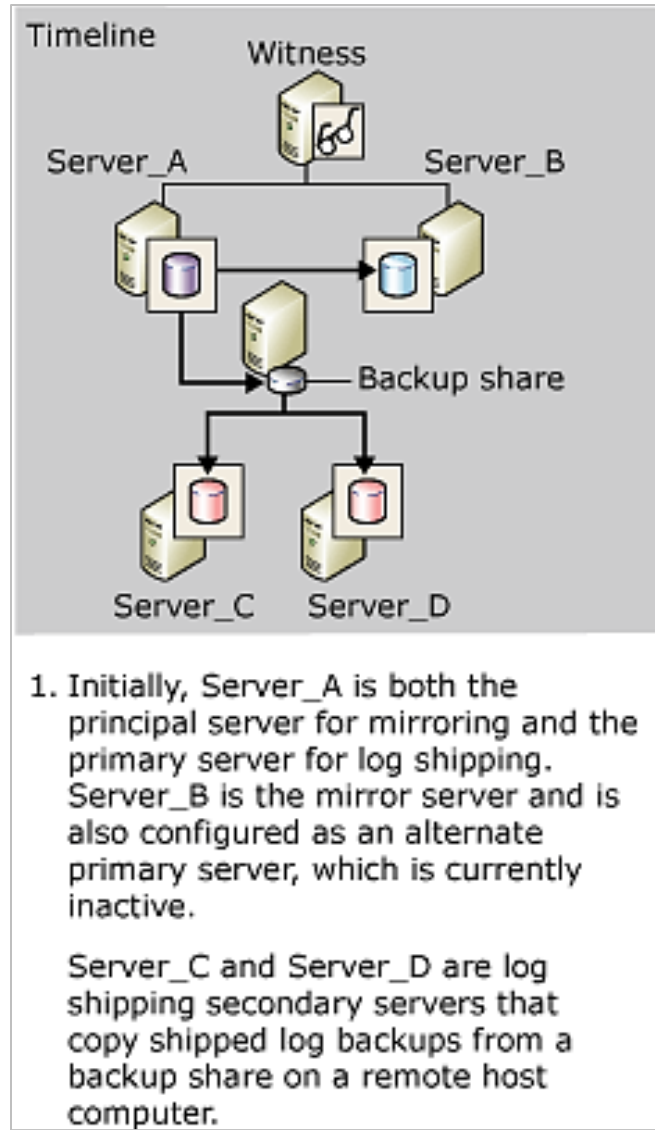 Timeline
Witness
Server_A
Server_B
Backup share
Server_C
Server_D
1. Initially, Server_A is both the
principal server for mirroring and the
primary server for log shipping.
Server_B is the mirror server and is
also configured as an alternate
primary server, which is currently
inactive.
Server_C and Server_D are log
shipping secondary servers that
copy shipped log backups from a
backup share on a remote host
computer.